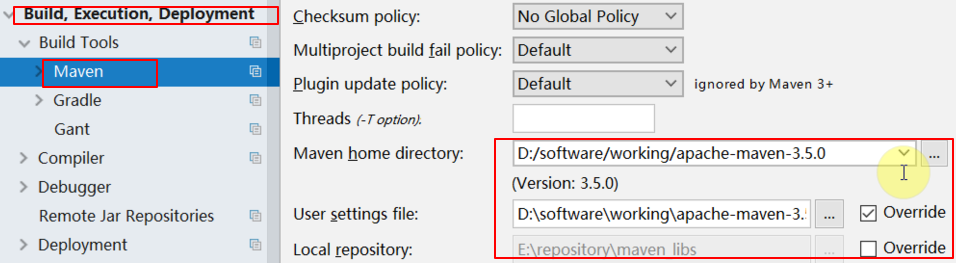 Build, Execution, Deployment
Build Tools
Maven
Gradle
Gant
Compiler
Debugger
Remote Jar Repositories
Deployment
Checksum policy: No Global Policy
Multiproject build fail policy: Default
Plugin update policy: Default ignored by Maven 3+
Threads (-T option).
Maven home directory: D:/software/working/apache-maven-3.5.0 ...
(Version: 3.5.0)
User settings file: D:\software\working\apache-maven-3. ... Override
Local repository: E:\repository\maven_libs ... Override